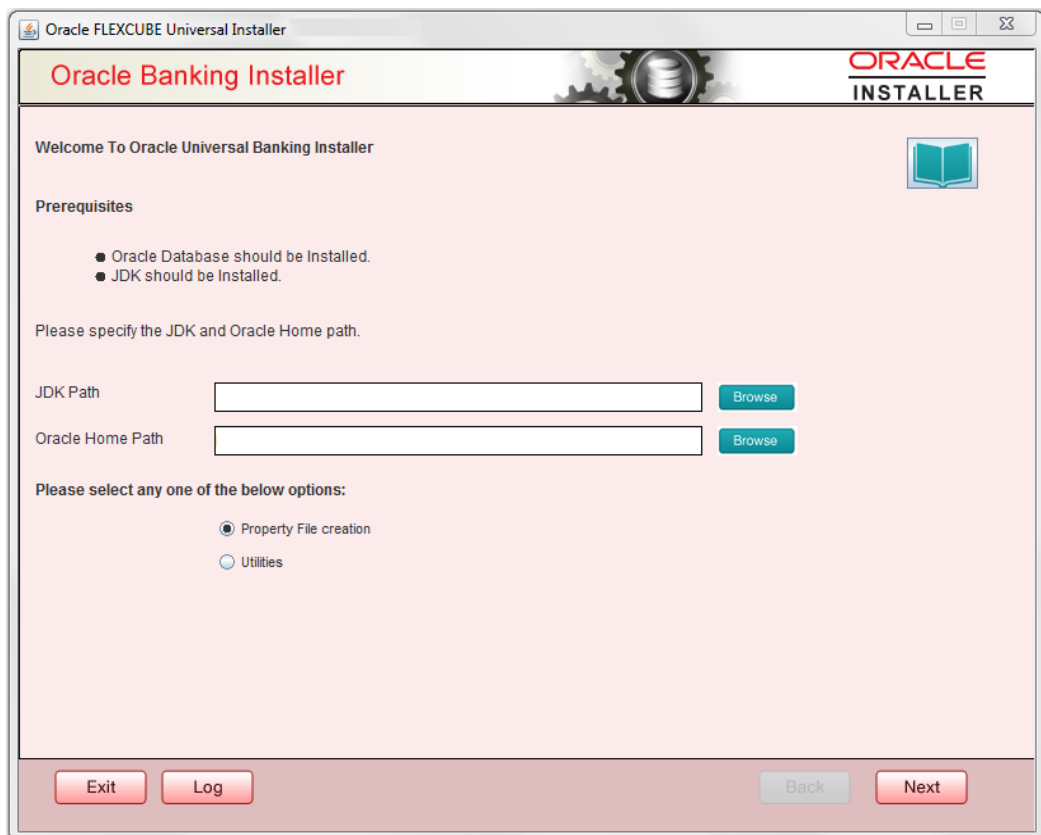 Oracle FLEXCUBE Universal Installer
Oracle Banking Installer
ORACLE
INSTALLER
Welcome To Oracle Universal Banking Installer
Prerequisites
Oracle Database should be Installed.
JDK should be Installed.
Please specify the JDK and Oracle Home path.
JDK Path
Browse
Oracle Home Path
Browse
Please select any one of the below options:
Property File creation
Utilities
Exit
Log
Back
Next